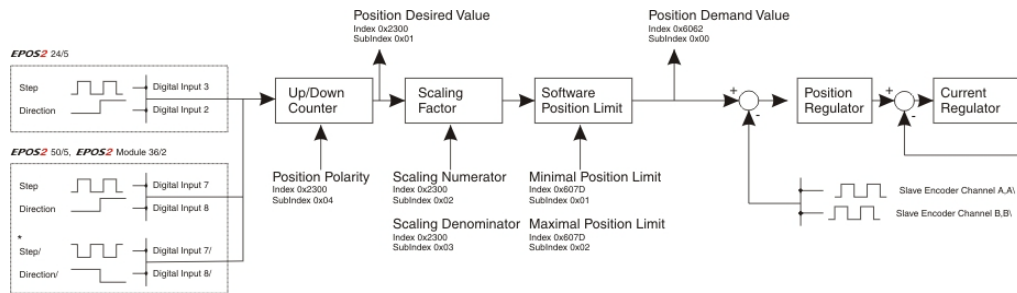 Position Desired Value
Index 0x2300
SubIndex 0x01
Position Demand Value
Index 0x6062
SubIndex 0x00
EPOS2 24/5
Step
Digital Input 3
Direction
Digital Input 2
Up/Down
Counter
Scaling
Factor
Software
Position Limit
+
-
Position
Regulator
+
-
Current
Regulator
EPOS2 50/5, EPOS2 Module 36/2
Step
Digital Input 7
Direction
Digital Input 8
*
Step/
Digital Input 7/
Direction/
Digital Input 8/
Position Polarity
Index 0x2300
SubIndex 0x04
Scaling Numerator
Index 0x2300
SubIndex 0x02
Scaling Denominator
Index 0x2300
SubIndex 0x03
Minimal Position Limit
Index 0x607D
SubIndex 0x01
Maximal Position Limit
Index 0x607D
SubIndex 0x02
Slave Encoder Channel A,A\
Slave Encoder Channel B,B\